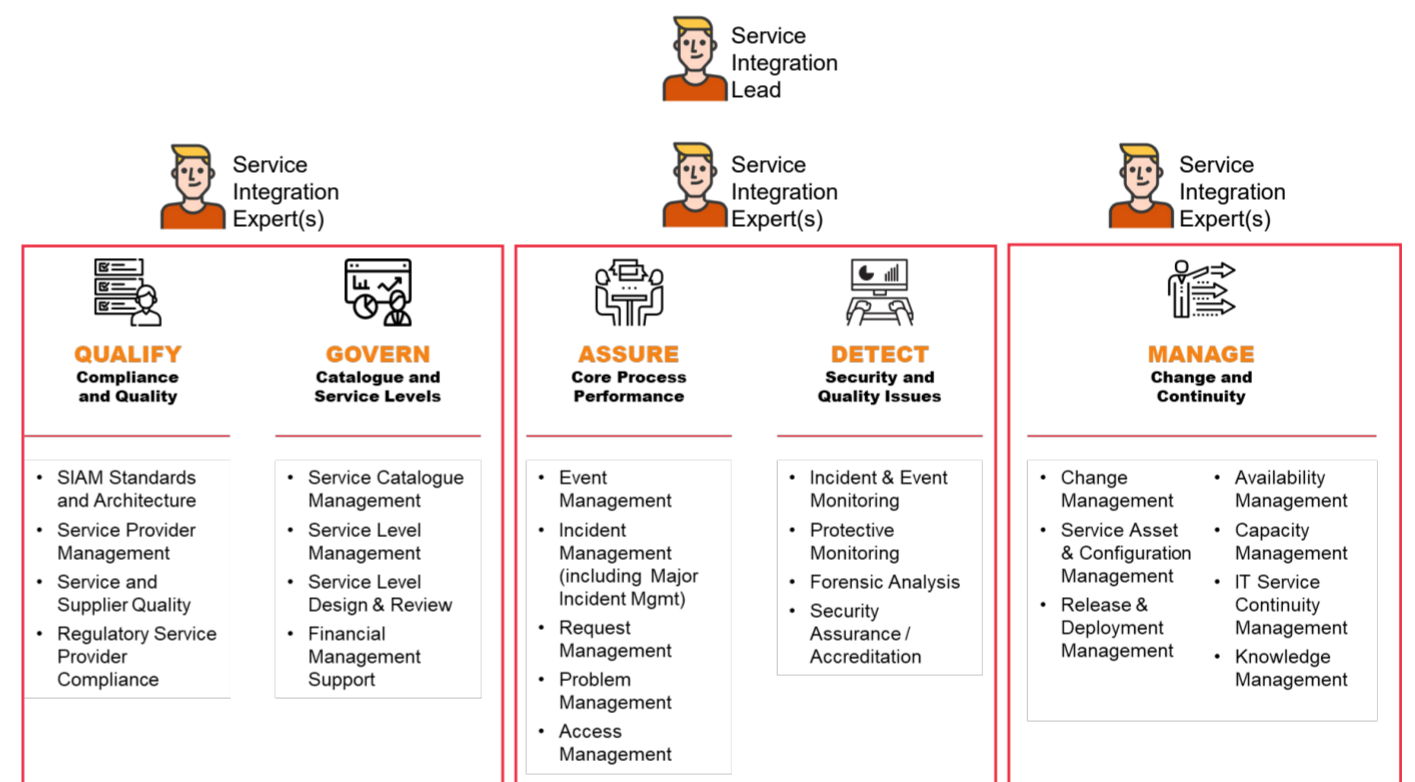 Service
Integration
Lead
Service
Integration
Expert(s)
Service
Integration
Expert(s)
Service
Integration
Expert(s)
QUALIFY
Compliance
and Quality
• SIAM Standards
and Architecture
• Service Provider
Management
• Service and
Supplier Quality
• Regulatory Service
Provider
Compliance
GOVERN
Catalogue and
Service Levels
• Service Catalogue
Management
• Service Level
Management
• Service Level
Design & Review
• Financial
Management
Support
ASSURE
Core Process
Performance
• Event
Management
• Incident
Management
(including Major
Incident Mgmt)
• Request
Management
• Problem
Management
• Access
Management
DETECT
Security and
Quality Issues
• Incident & Event
Monitoring
• Protective
Monitoring
• Forensic Analysis
• Security
Assurance /
Accreditation
MANAGE
Change and
Continuity
• Change
Management
• Service Asset
& Configuration
Management
• Release &
Deployment
Management
• Availability
Management
• Capacity
Management
• IT Service
Continuity
Management
• Knowledge
Management